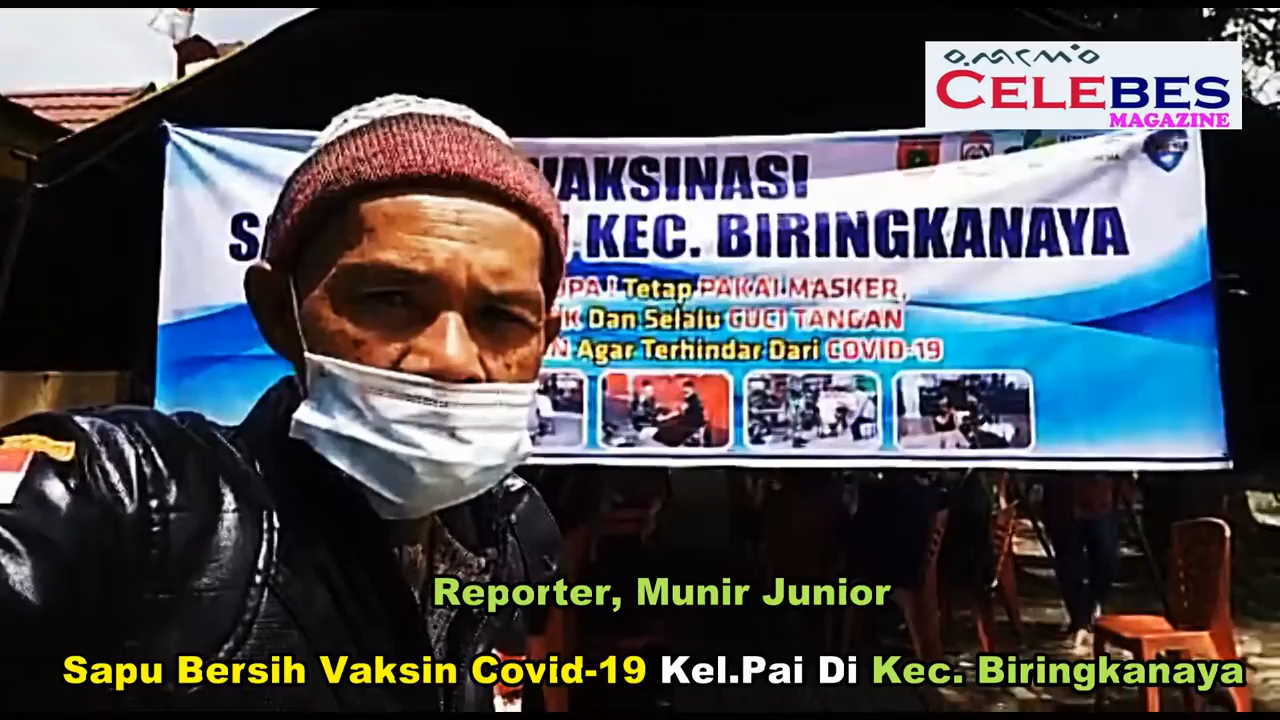 CELEBES
MAGAZINE
VAKSINASI
KEC. BIRINGKANAYA
Tetap PAKAI MASKER,
Dan Selalu CUCI TANGAN
Agar Terhindar Dari COVID-19
Reporter, Munir Junior
Sapu Bersih Vaksin Covid-19 Kel.Pai Di Kec. Biringkanaya